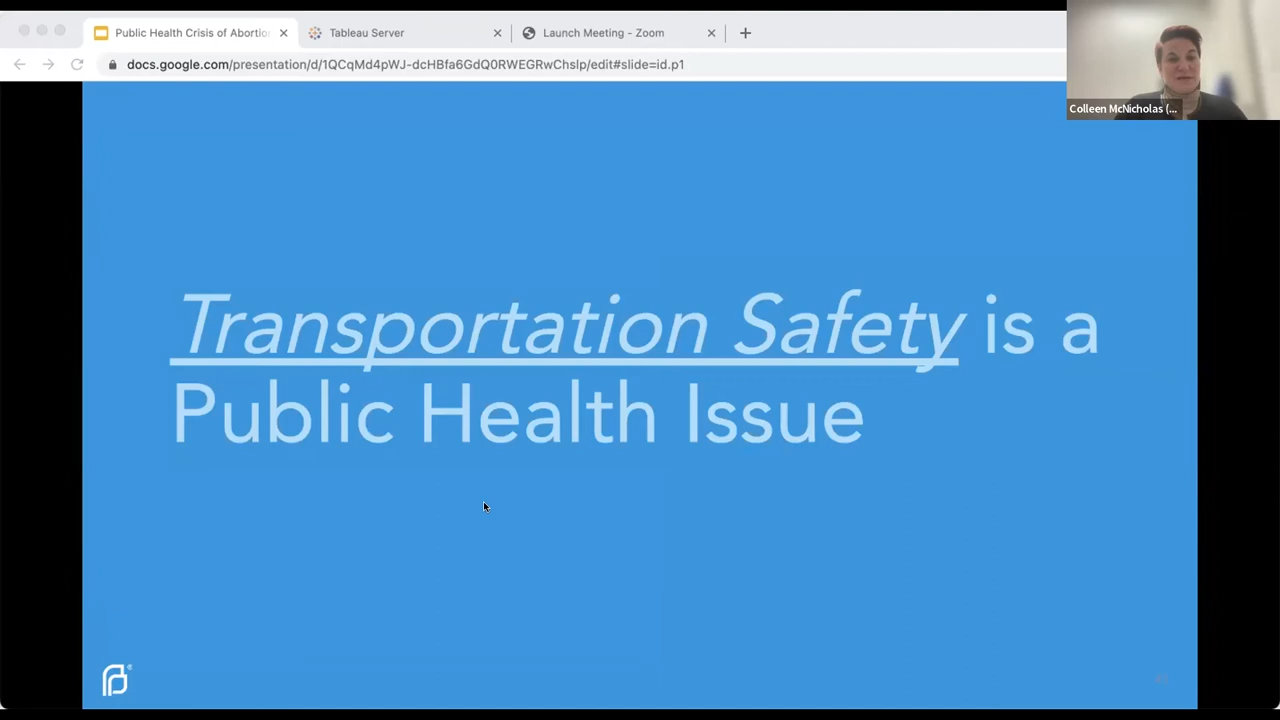 Public Health Crisis of Abortio
Tableau Server
Launch Meeting - Zoom
docs.google.com/presentation/d/1QCqMd4pWJ-dcHBfa6GdQ0RWEGRwChslp/edit#slide=id.p1
Colleen McNicholas (...
Transportation Safety is a
Public Health Issue